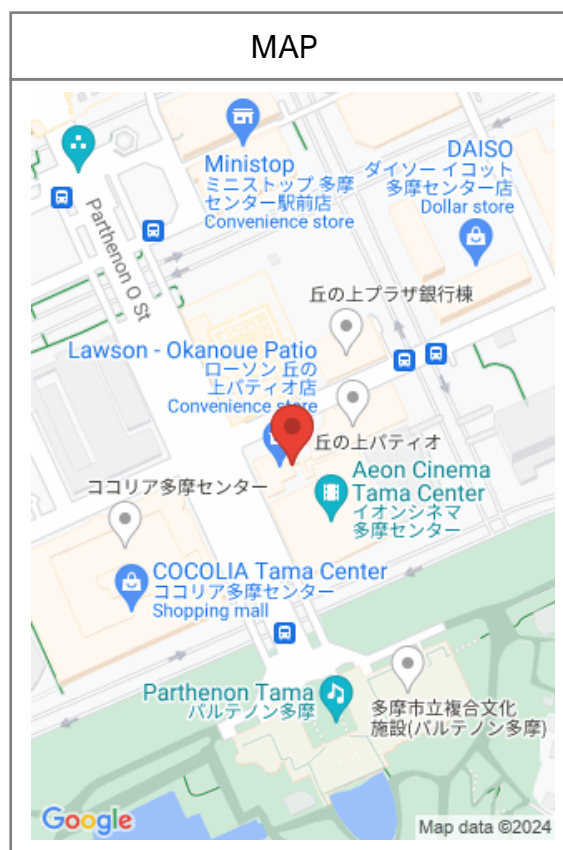 MAP
Ministop
ミニストップ 多摩
センター駅前店
Convenience store
DAISO
ダイソー イコット
多摩センター店
Dollar store
Parthenon O St
丘の上プラザ銀行棟
Lawson - Okanoue Patio
ローソン 丘の
上パティオ店
Convenience store
丘の上パティオ
Aeon Cinema
Tama Center
イオンシネマ
多摩センター
ココリア多摩センター
COCOLIA Tama Center
ココリア多摩センター
Shopping mall
Parthenon Tama
パルテノン多摩
多摩市立複合文化
施設(パルテノン多摩)
Google
Map data ©2024